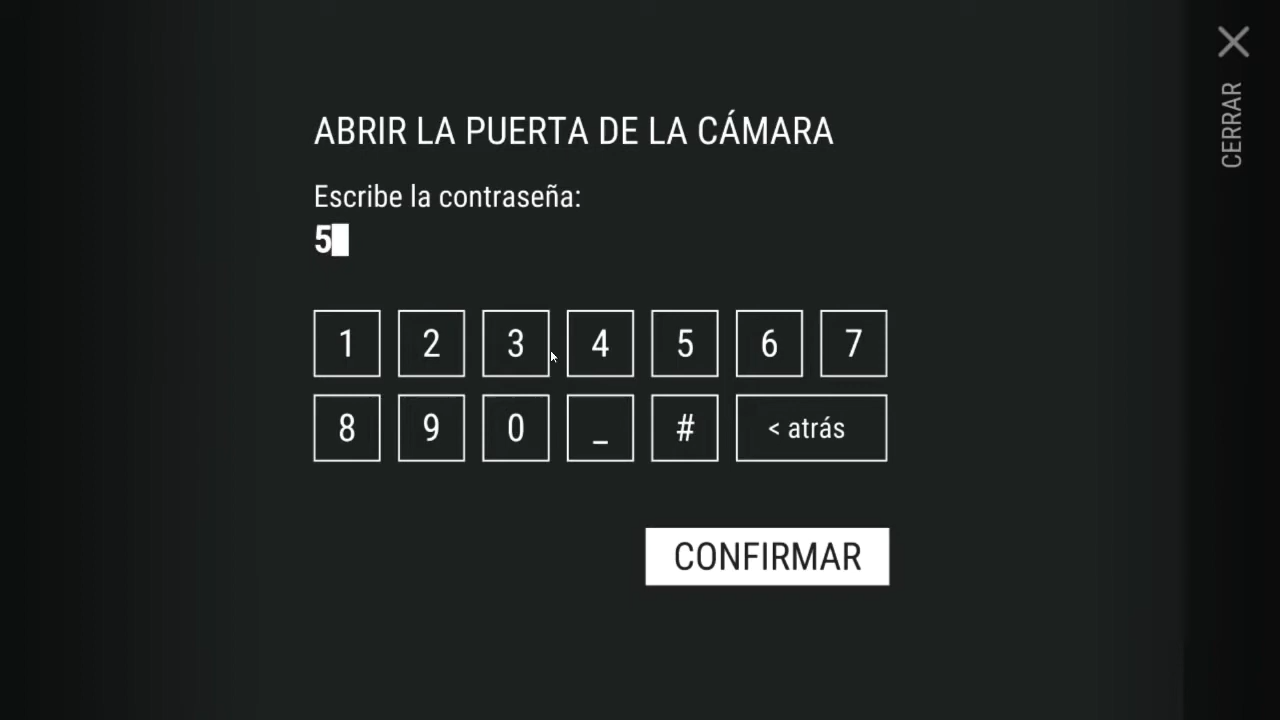 ABRIR LA PUERTA DE LA CÁMARA
CERRAR
Escribe la contraseña:
5
1 2 3 4 5 6 7
8 9 0 _ # < atrás
CONFIRMAR